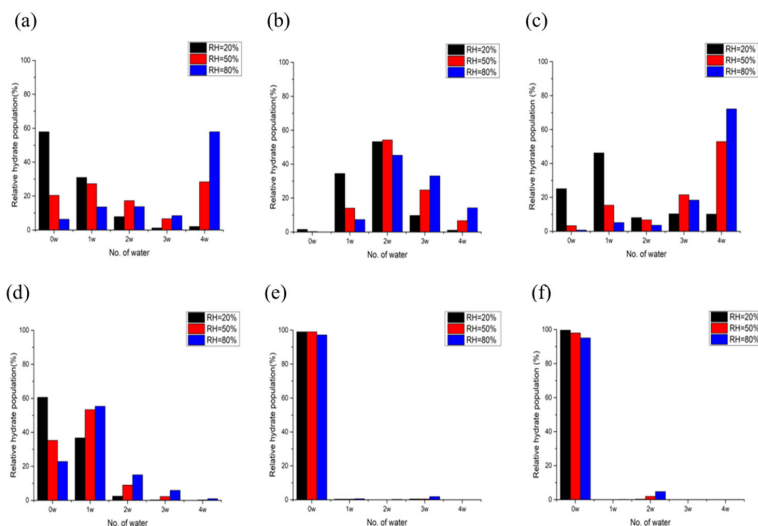 (a)
RH=20%
RH=50%
RH=80%
Relative hydrate population(%)
100
80
60
40
20
0
0w 1w 2w 3w 4w
No. of water
(b)
RH=20%
RH=50%
RH=80%
Relative hydrate population(%)
100
80
60
40
20
0
0w 1w 2w 3w 4w
No. of water
(c)
RH=20%
RH=50%
RH=80%
Relative hydrate population(%)
100
80
60
40
20
0
0w 1w 2w 3w 4w
No. of water
(d)
RH=20%
RH=50%
RH=80%
Relative hydrate population(%)
100
80
60
40
20
0
0w 1w 2w 3w 4w
No. of water
(e)
RH=20%
RH=50%
RH=80%
Relative hydrate population(%)
100
80
60
40
20
0
0w 1w 2w 3w 4w
No. of water
(f)
RH=20%
RH=50%
RH=80%
Relative hydrate population (%)
100
80
60
40
20
0
0w 1w 2w 3w 4w
No. of water